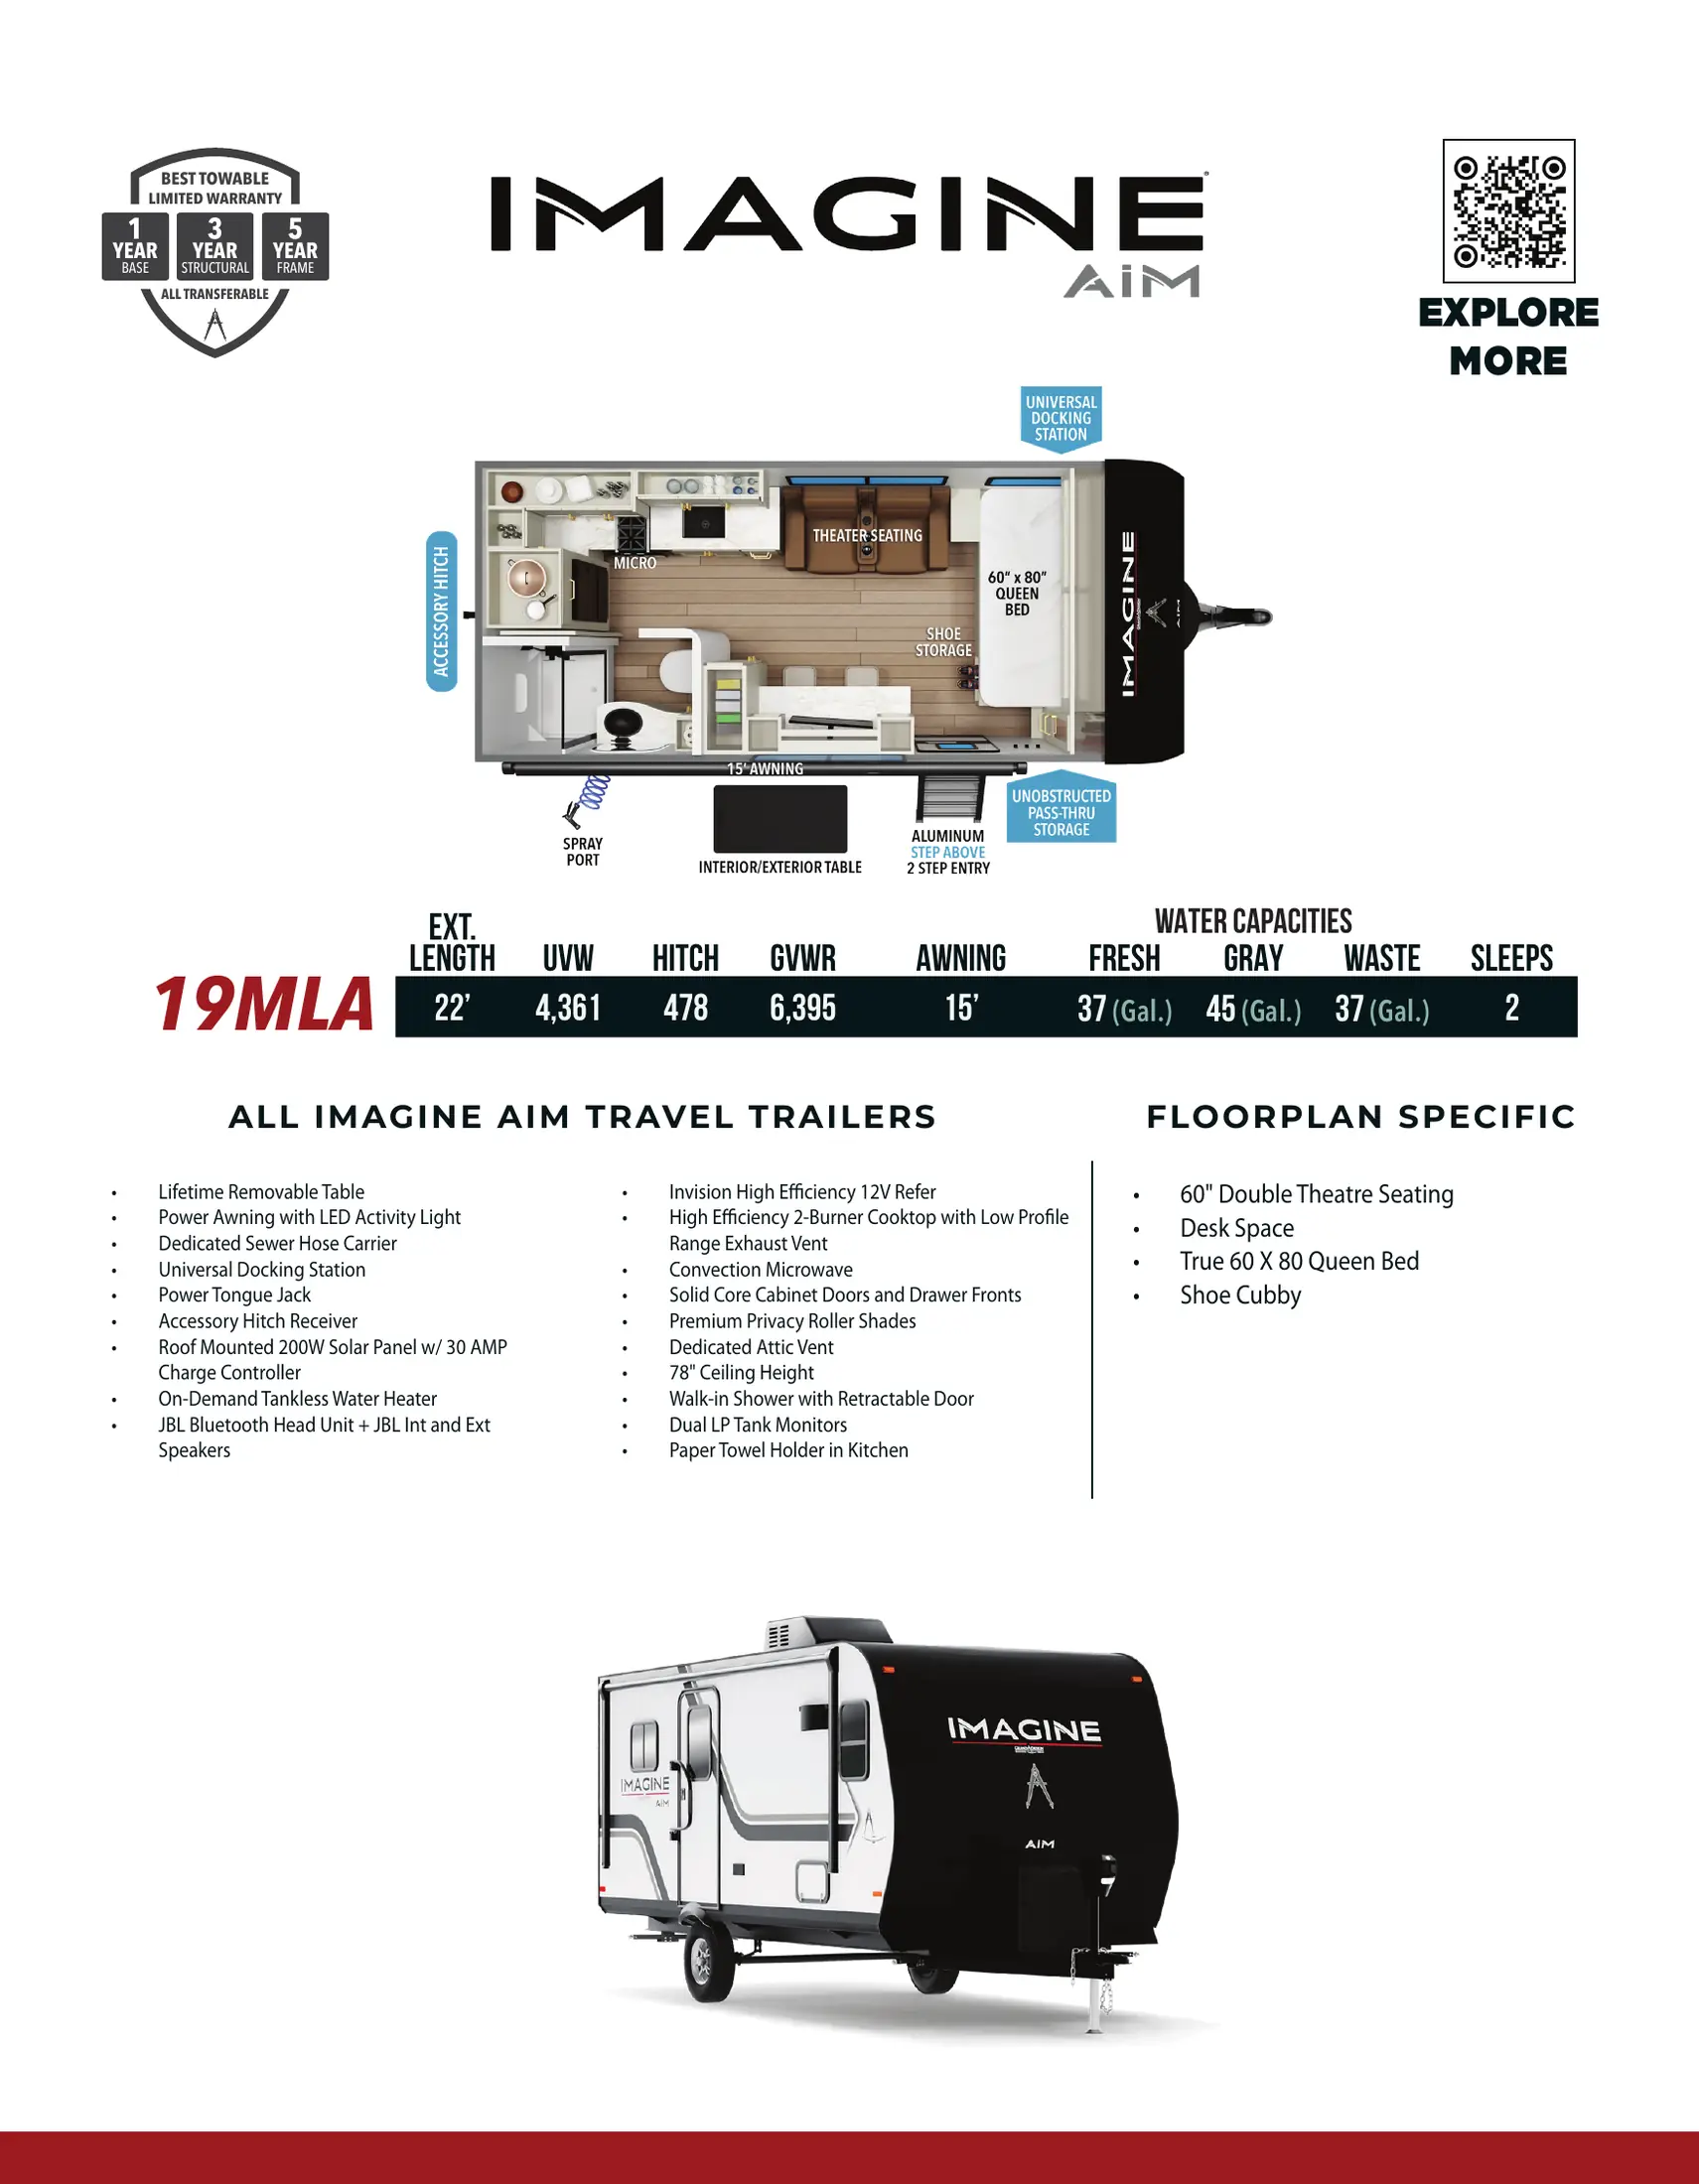 BEST TOWABLE
LIMITED WARRANTY
1 YEAR BASE
3 YEAR STRUCTURAL
5 YEAR FRAME
ALL TRANSFERABLE
IMAGINE®
AiM
EXPLORE
MORE
UNIVERSAL
DOCKING
STATION
ACCESSORY HITCH
MICRO
THEATER SEATING
60” x 80”
QUEEN
BED
SHOE
STORAGE
IMAGINE
AiM
15’ AWNING
SPRAY
PORT
INTERIOR/EXTERIOR TABLE
ALUMINUM
STEP ABOVE
2 STEP ENTRY
UNOBSTRUCTED
PASS-THRU
STORAGE
WATER CAPACITIES
EXT. LENGTH UVW HITCH GVWR AWNING FRESH GRAY WASTE SLEEPS
19MLA 22’ 4,361 478 6,395 15’ 37 (Gal.) 45 (Gal.) 37 (Gal.) 2
ALL IMAGINE AIM TRAVEL TRAILERS
• Lifetime Removable Table
• Power Awning with LED Activity Light
• Dedicated Sewer Hose Carrier
• Universal Docking Station
• Power Tongue Jack
• Accessory Hitch Receiver
• Roof Mounted 200W Solar Panel w/ 30 AMP
Charge Controller
• On-Demand Tankless Water Heater
• JBL Bluetooth Head Unit + JBL Int and Ext
Speakers
• Invision High Efficiency 12V Refer
• High Efficiency 2-Burner Cooktop with Low Profile
Range Exhaust Vent
• Convection Microwave
• Solid Core Cabinet Doors and Drawer Fronts
• Premium Privacy Roller Shades
• Dedicated Attic Vent
• 78" Ceiling Height
• Walk-in Shower with Retractable Door
• Dual LP Tank Monitors
• Paper Towel Holder in Kitchen
FLOORPLAN SPECIFIC
• 60" Double Theatre Seating
• Desk Space
• True 60 X 80 Queen Bed
• Shoe Cubby
IMAGINE
AiM
IMAGINE
AiM